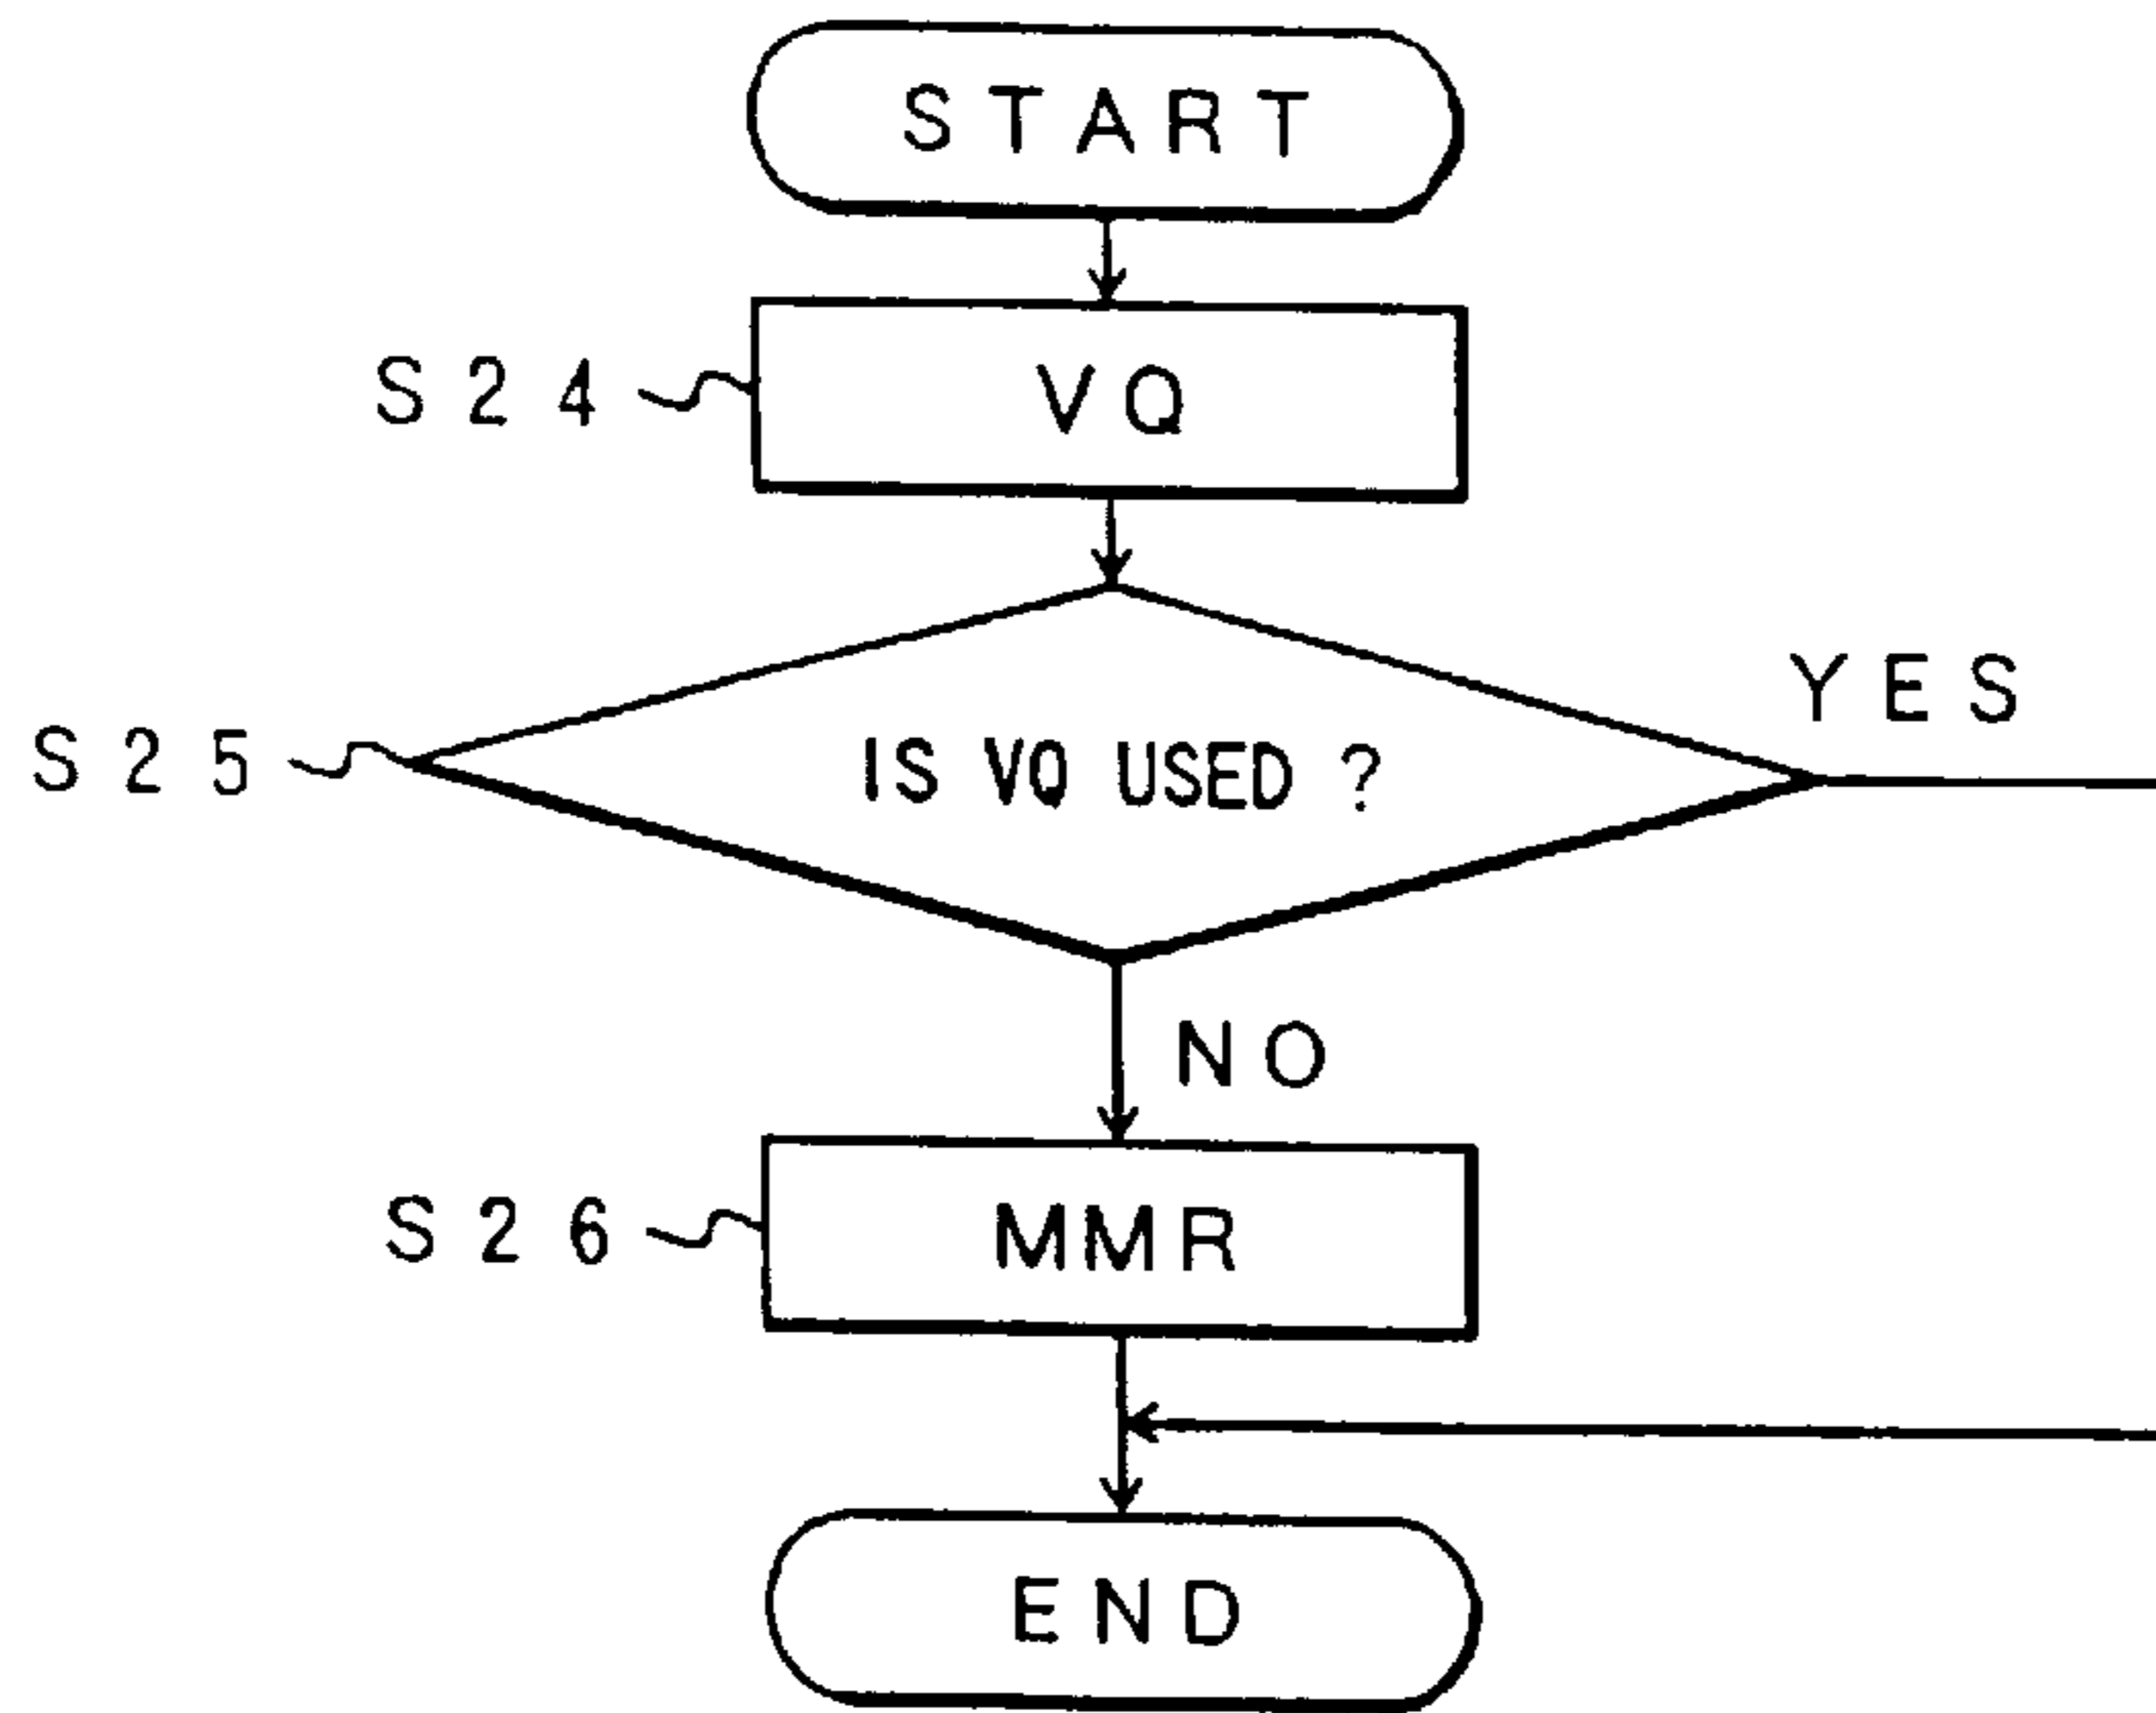 START
S24
VQ
YES
S25
IS VQ USED ?
NO
S26
MMR
END